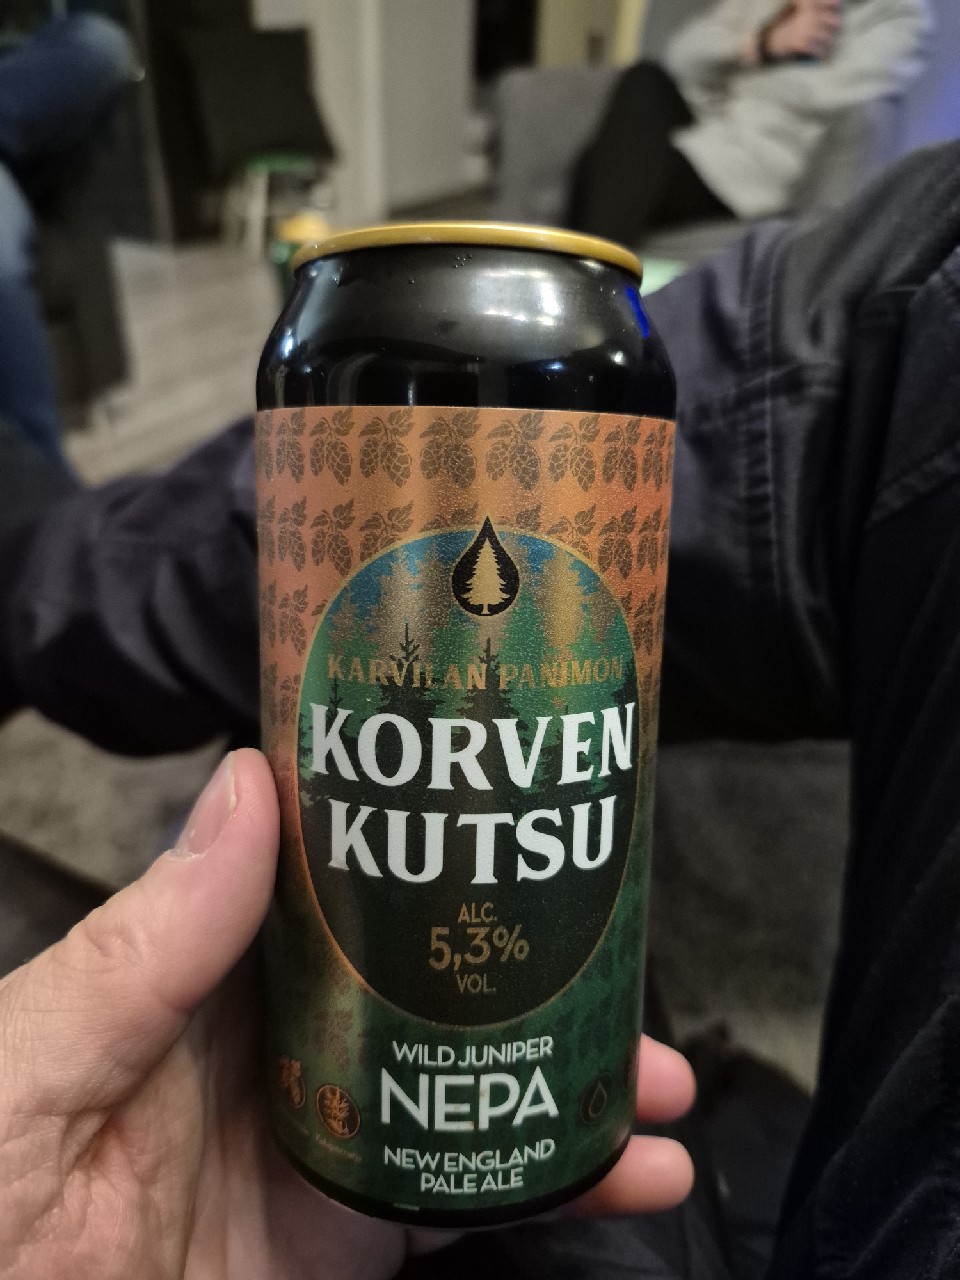 KARVILAN PANIMON
KORVEN
KUTSU
ALC.
5,3%
VOL.
WILD JUNIPER
NEPA
NEW ENGLAND
PALE ALE